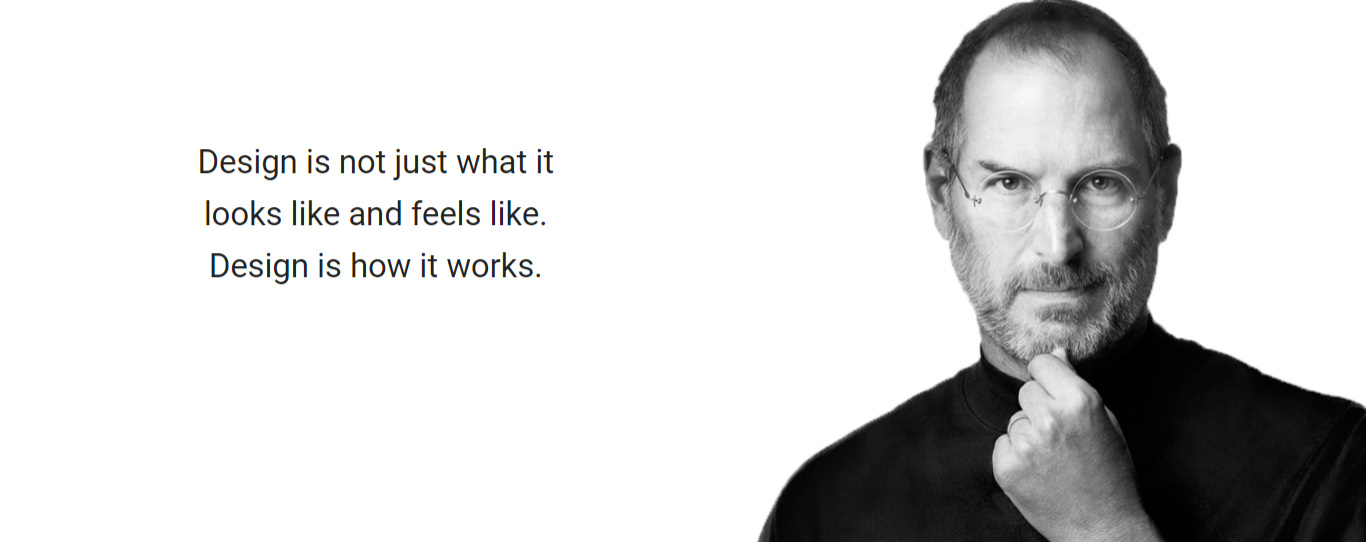 Design is not just what it
looks like and feels like.
Design is how it works.